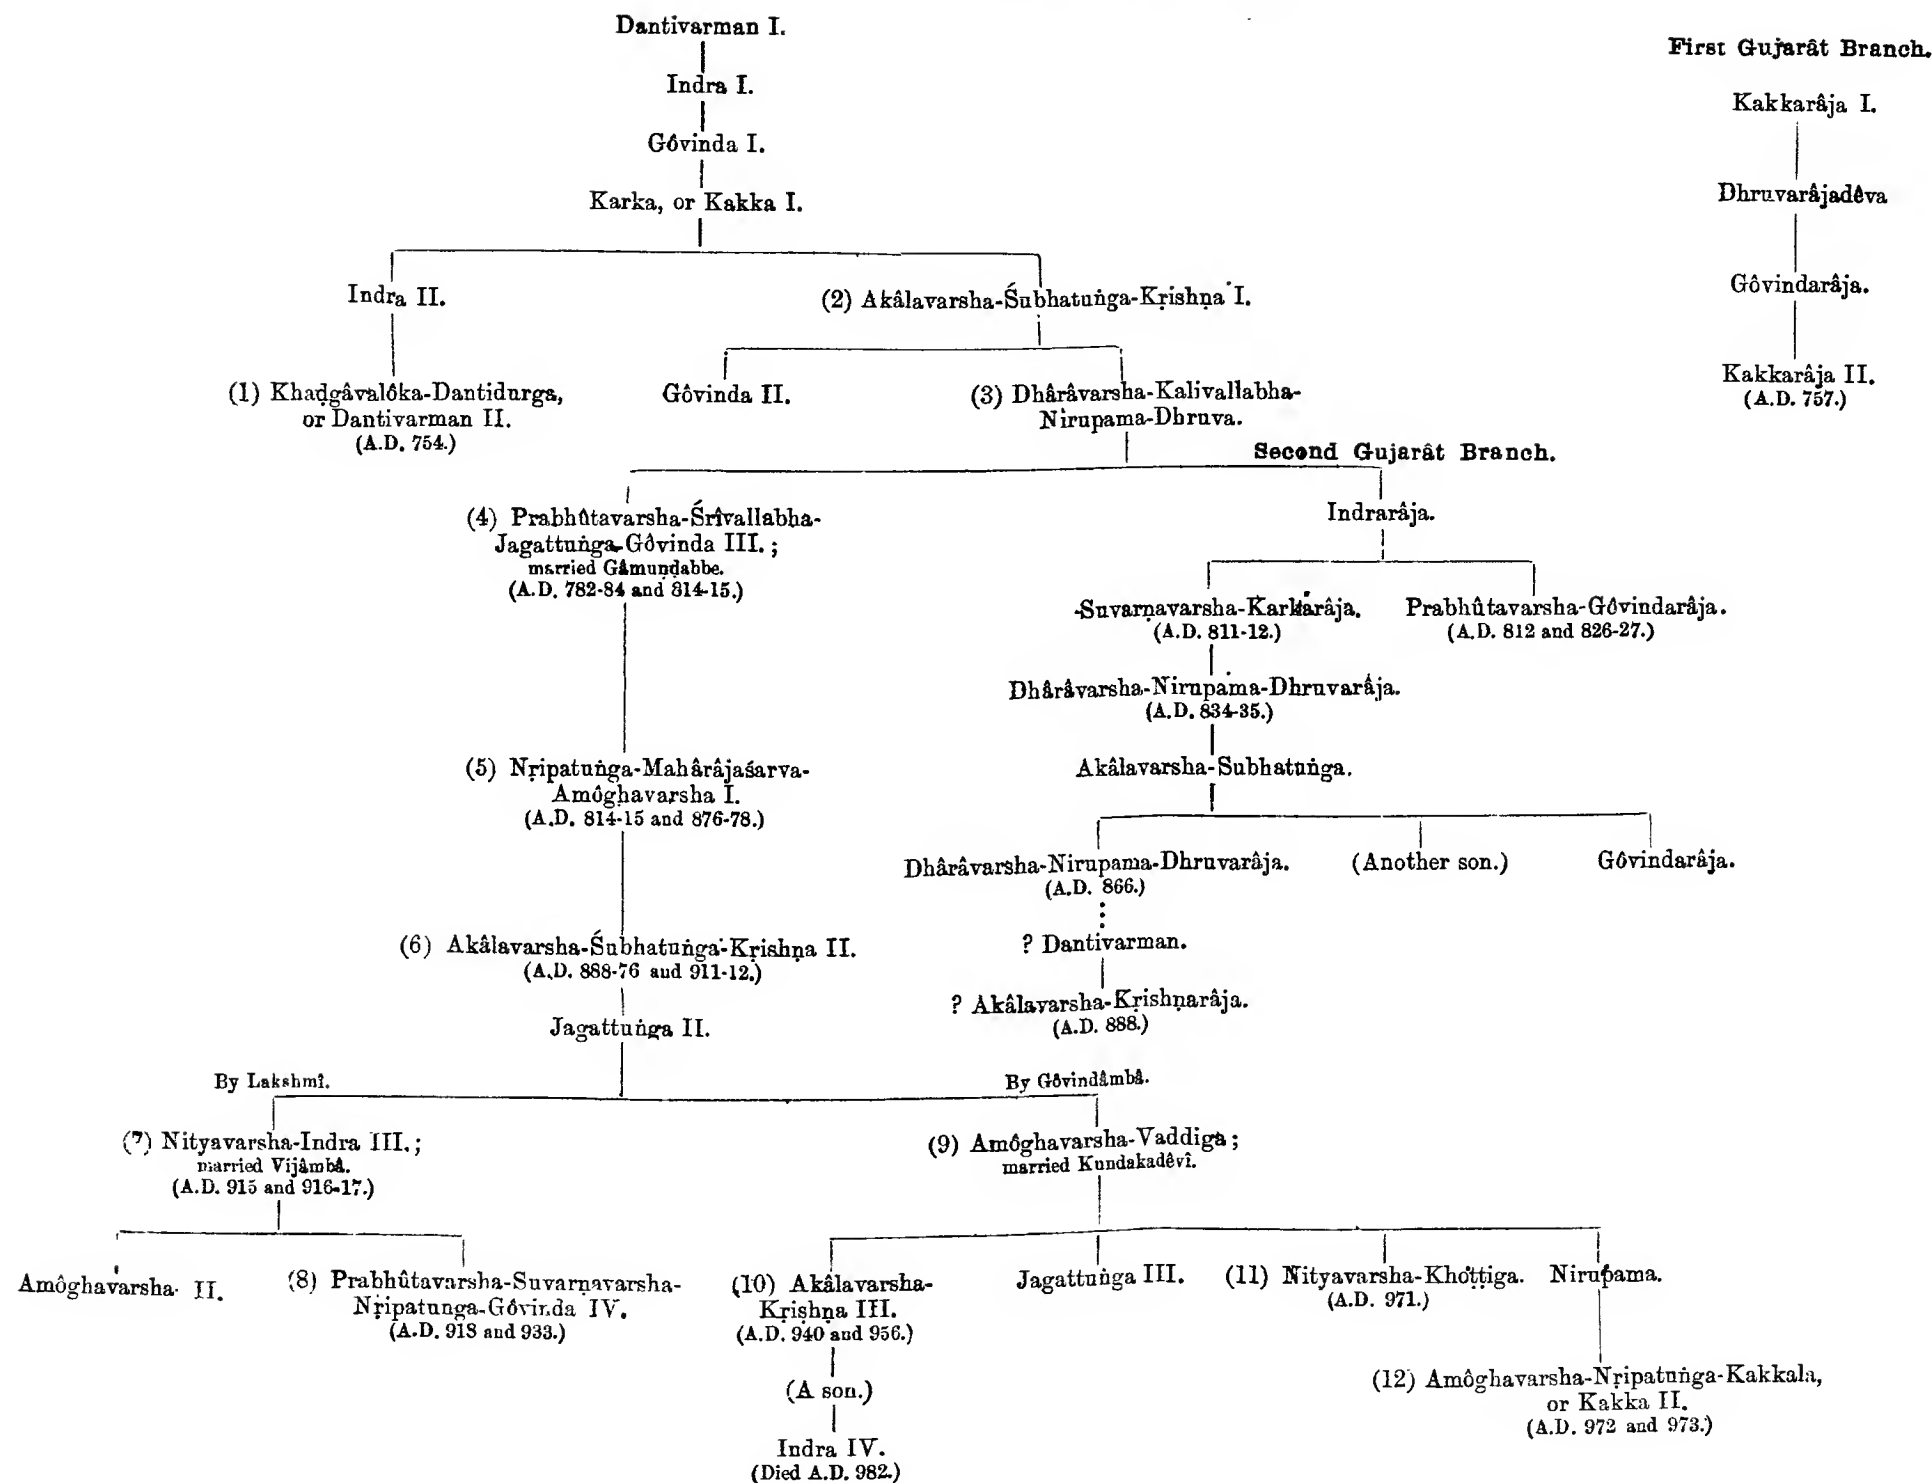 Dantivarman I.
First Gujarât Branch.
Indra I.
Kakkarâja I.
Gôvinda I.
Karka, or Kakka I.
Dhruvarâjadêva
Indra II.
(2) Akâlavarsha-Śubhatuṅga-Kṛishṇa I.
Gôvindarâja.
(1) Khaḍgâvalôka-Dantidurga,
or Dantivarman II.
(A.D. 754.)
Gôvinda II.
(3) Dhârâvarsha-Kalivallabha-
Nirupama-Dhruva.
Kakkarâja II.
(A.D. 757.)
Second Gujarât Branch.
(4) Prabhûtavarsha-Śrîvallabha-
Jagattuṅga-Gôvinda III.;
married Gâmuṇḍabbe.
(A.D. 782-84 and 814-15.)
Indrarâja.
Suvarṇavarsha-Karkarâja.
(A.D. 811-12.)
Prabhûtavarsha-Gôvindarâja.
(A.D. 812 and 826-27.)
Dhârâvarsha-Nirupama-Dhruvarâja.
(A.D. 834-35.)
(5) Nṛipatuṅga-Mahârâjaśarva-
Amôghavarsha I.
(A.D. 814-15 and 876-78.)
Akâlavarsha-Subhatuṅga.
Dhârâvarsha-Nirupama-Dhruvarâja.
(A.D. 866.)
(Another son.)
Gôvindarâja.
(6) Akâlavarsha-Śubhatuṅga-Kṛishṇa II.
(A.D. 888-76 and 911-12.)
? Dantivarman.
? Akâlavarsha-Kṛishṇarâja.
(A.D. 888.)
Jagattuṅga II.
By Lakshmî.
By Gôvindâmbâ.
(7) Nityavarsha-Indra III.;
married Vijâmbâ.
(A.D. 915 and 916-17.)
(9) Amôghavarsha-Vaddiga;
married Kundakadêvî.
Amôghavarsha II.
(8) Prabhûtavarsha-Suvarṇavarsha-
Nṛipatunga-Gôvinda IV.
(A.D. 918 and 933.)
(10) Akâlavarsha-
Kṛishṇa III.
(A.D. 940 and 956.)
Jagattuṅga III.
(11) Nityavarsha-Khoṭṭiga.
(A.D. 971.)
Nirupama.
(A son.)
Indra IV.
(Died A.D. 982.)
(12) Amôghavarsha-Nṛipatuṅga-Kakkala,
or Kakka II.
(A.D. 972 and 973.)